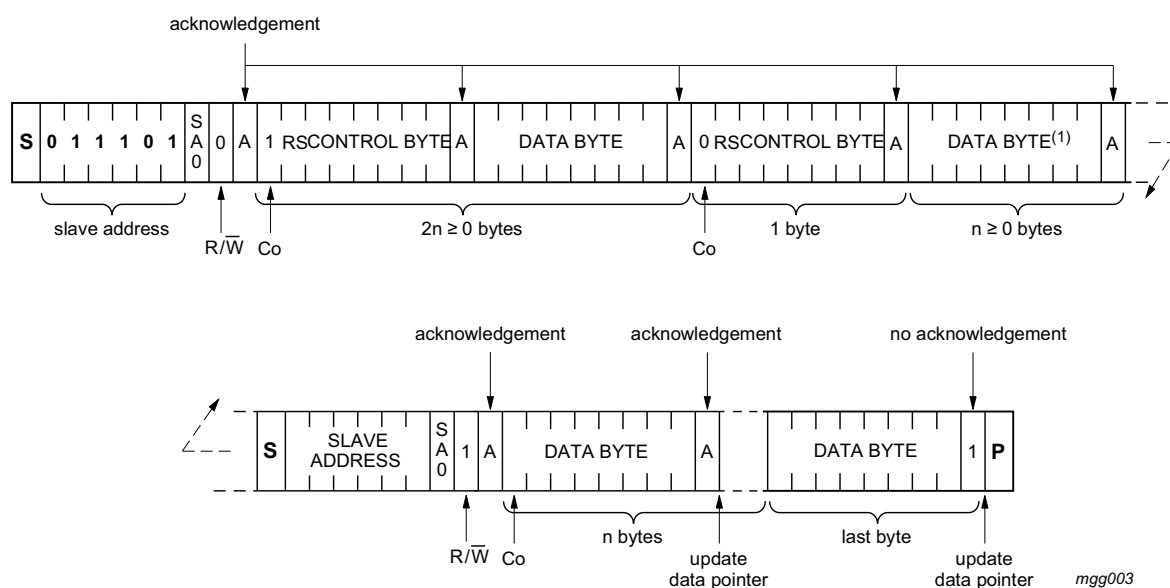 acknowledgement
S 0 1 1 1 0 1 SA0 0 A 1 RS CONTROL BYTE A DATA BYTE A 0 RS CONTROL BYTE A DATA BYTE(1) A
slave address
2n ≥ 0 bytes
1 byte
n ≥ 0 bytes
R/W̅ Co Co
acknowledgement acknowledgement no acknowledgement
S SLAVE ADDRESS SA0 1 A DATA BYTE A DATA BYTE 1 P
n bytes last byte
R/W̅ Co update data pointer update data pointer
mgg003